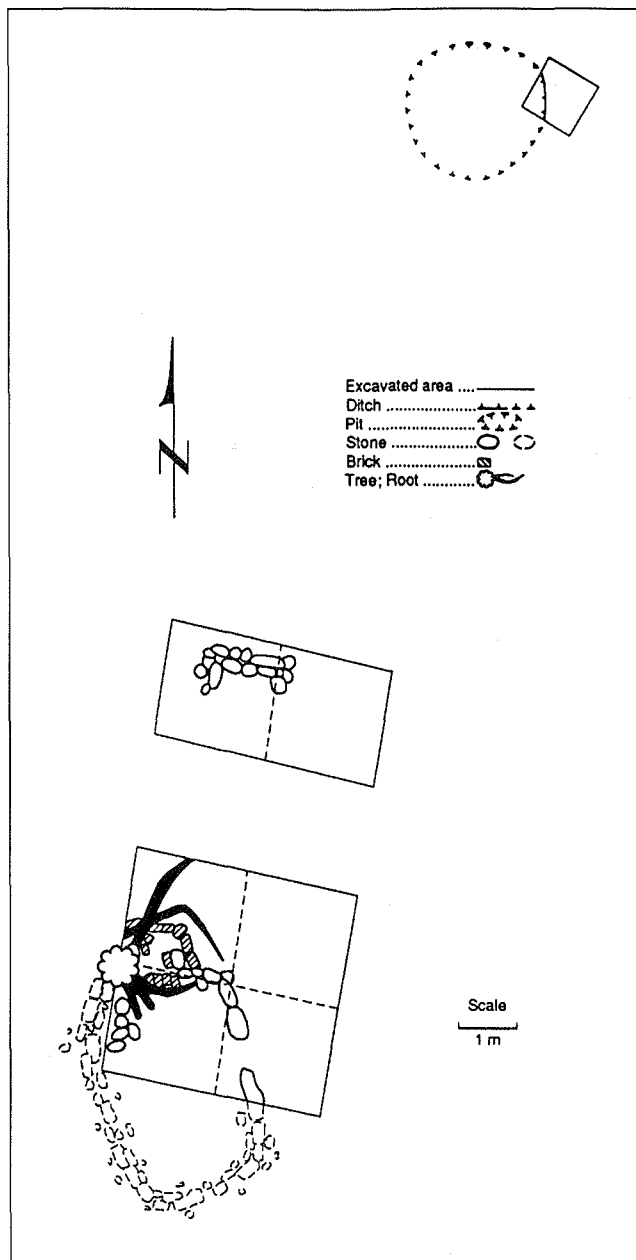 N
Excavated area ....
Ditch ................
Pit ....................
Stone ................
Brick .................
Tree; Root ..........
Scale
1 m